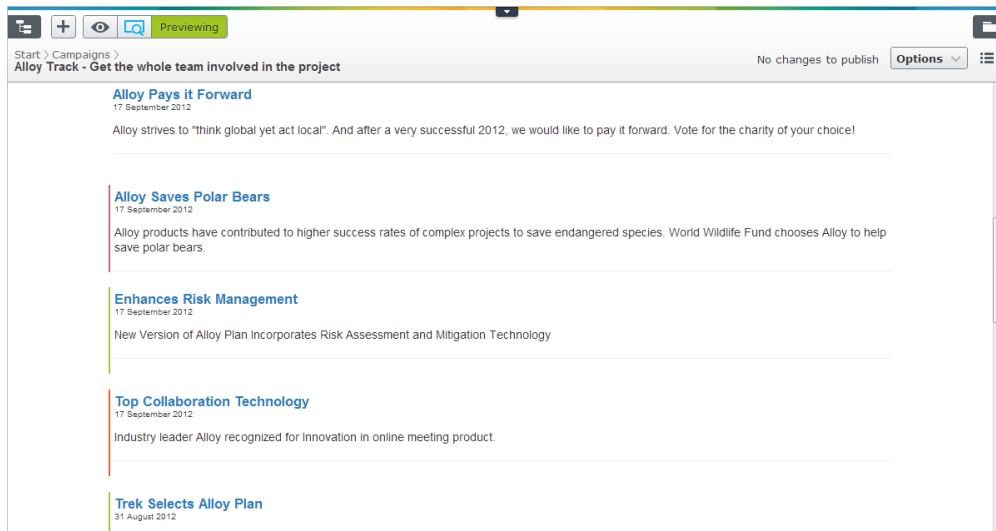 Previewing
Start > Campaigns >
Alloy Track - Get the whole team involved in the project
No changes to publish
Options
Alloy Pays it Forward
17 September 2012
Alloy strives to "think global yet act local". And after a very successful 2012, we would like to pay it forward. Vote for the charity of your choice!
Alloy Saves Polar Bears
17 September 2012
Alloy products have contributed to higher success rates of complex projects to save endangered species. World Wildlife Fund chooses Alloy to help
save polar bears.
Enhances Risk Management
17 September 2012
New Version of Alloy Plan Incorporates Risk Assessment and Mitigation Technology
Top Collaboration Technology
17 September 2012
Industry leader Alloy recognized for Innovation in online meeting product.
Trek Selects Alloy Plan
31 August 2012